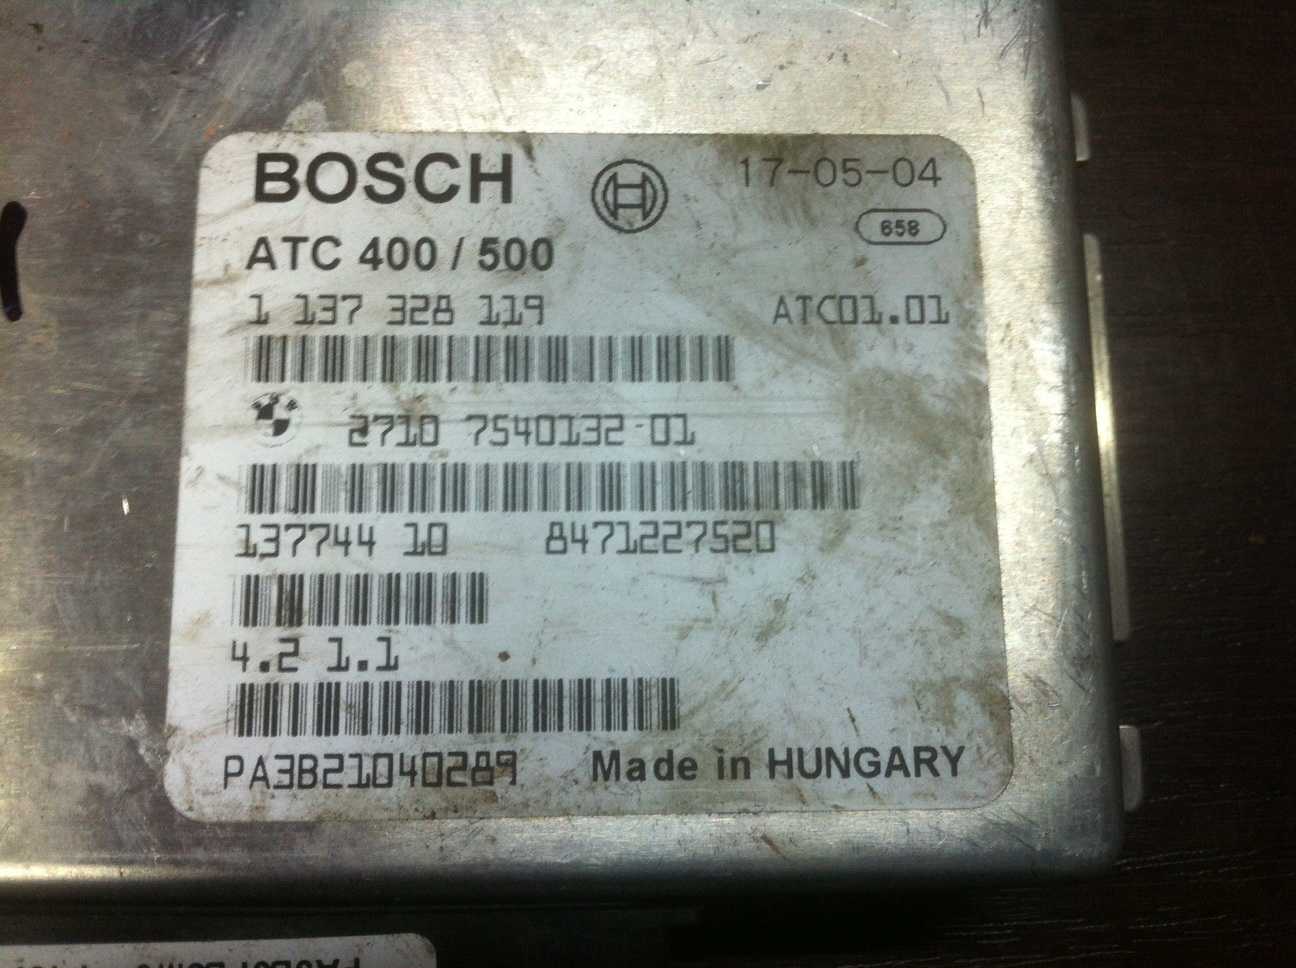 BOSCH 17-05-04
658
ATC 400 / 500
1 137 328 119 ATC01.01
2710 7540132-01
137744 10 8471227520
4.2 1.1
PA3B21040289 Made in HUNGARY